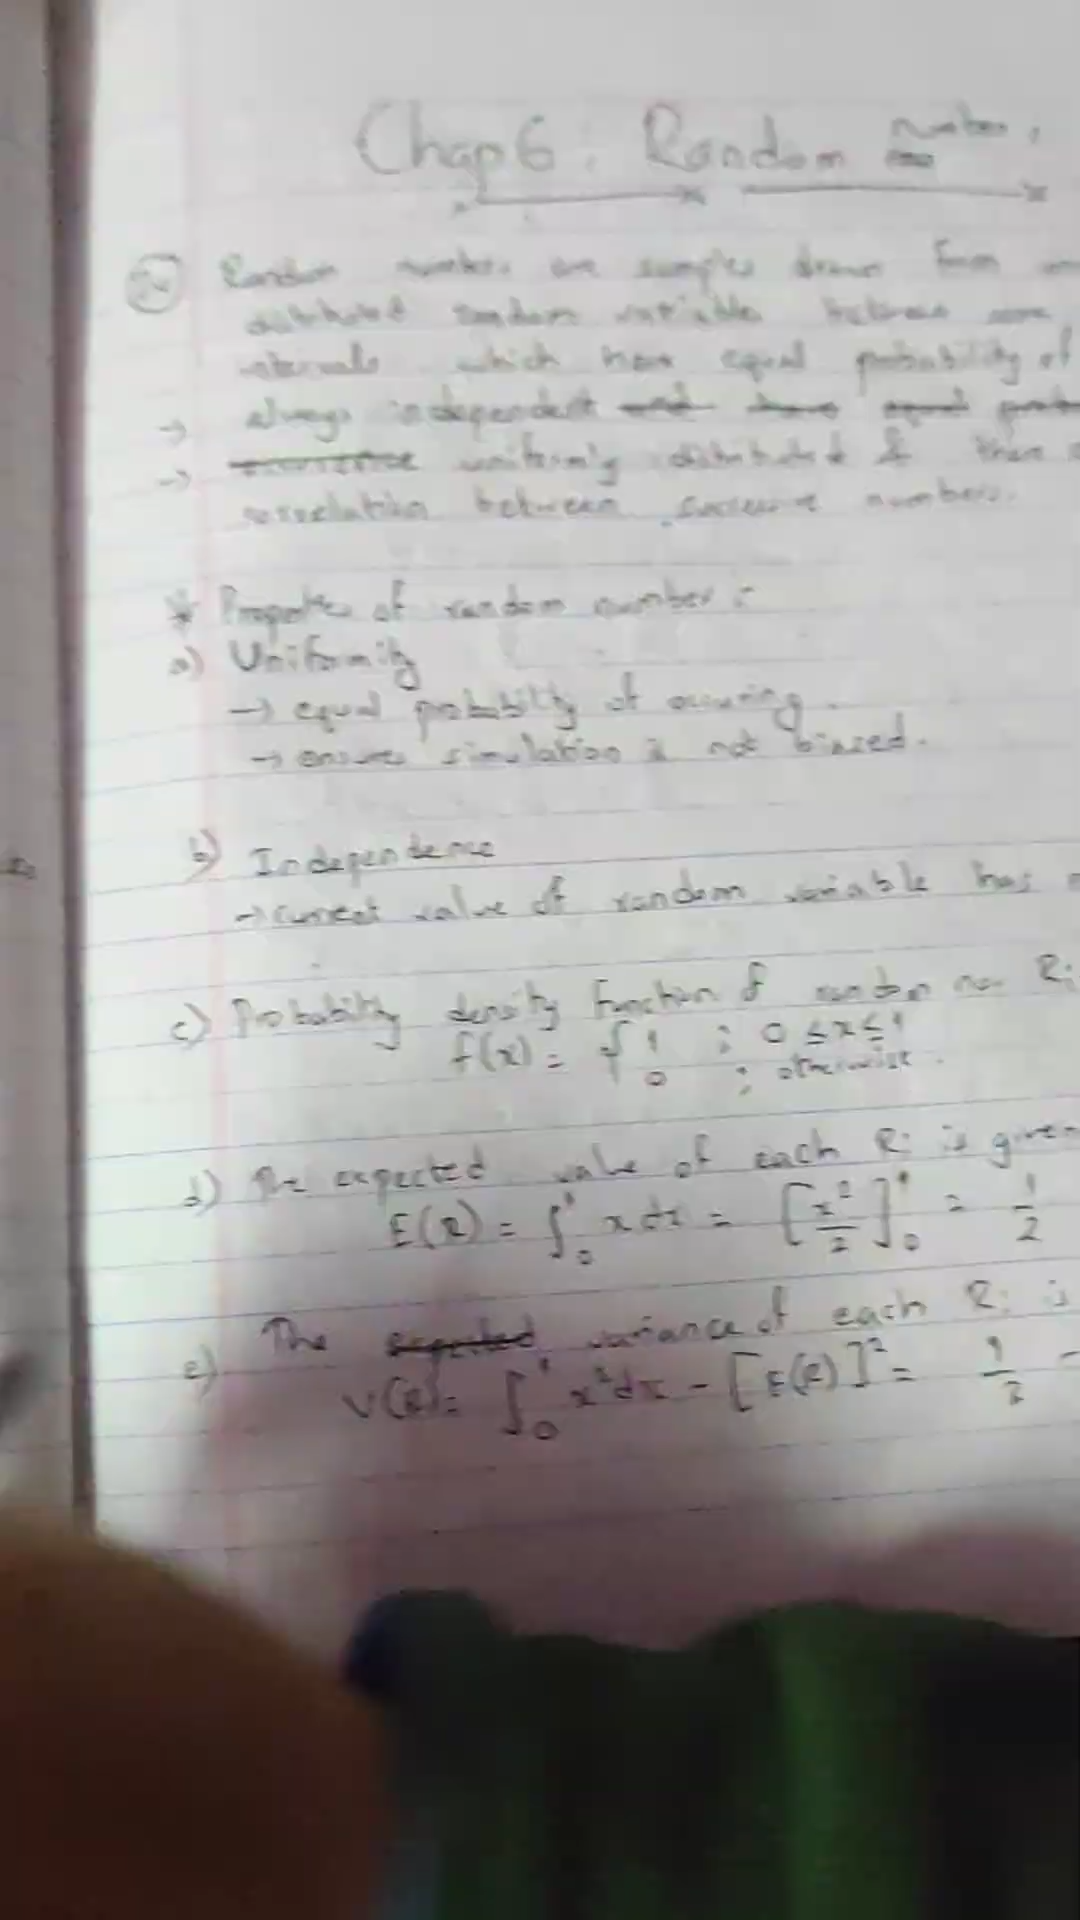 Chap 6 : Random numbers
Random numbers are samples drawn from
distributed random variable between some
intervals which have equal probability of
→ always independent
→ uniformly distributed & there
correlation between numbers.
* Properties of random number :-
a) Uniformity
→ equal probability of occuring.
→ ensures simulation is not biased.
b) Independence
→ current value of random variable has
c) Probability density function of random no. Ri
f(x) = { 1 ; 0 ≤ x ≤ 1
0 ; otherwise.
d) The expected value of each Ri is given
E(R) = ∫₀¹ x dx = [x²/2]₀¹ = 1/2
e) The variance of each Ri is
V(R) = ∫₀¹ x² dx - [E(R)]² = 1/3 -